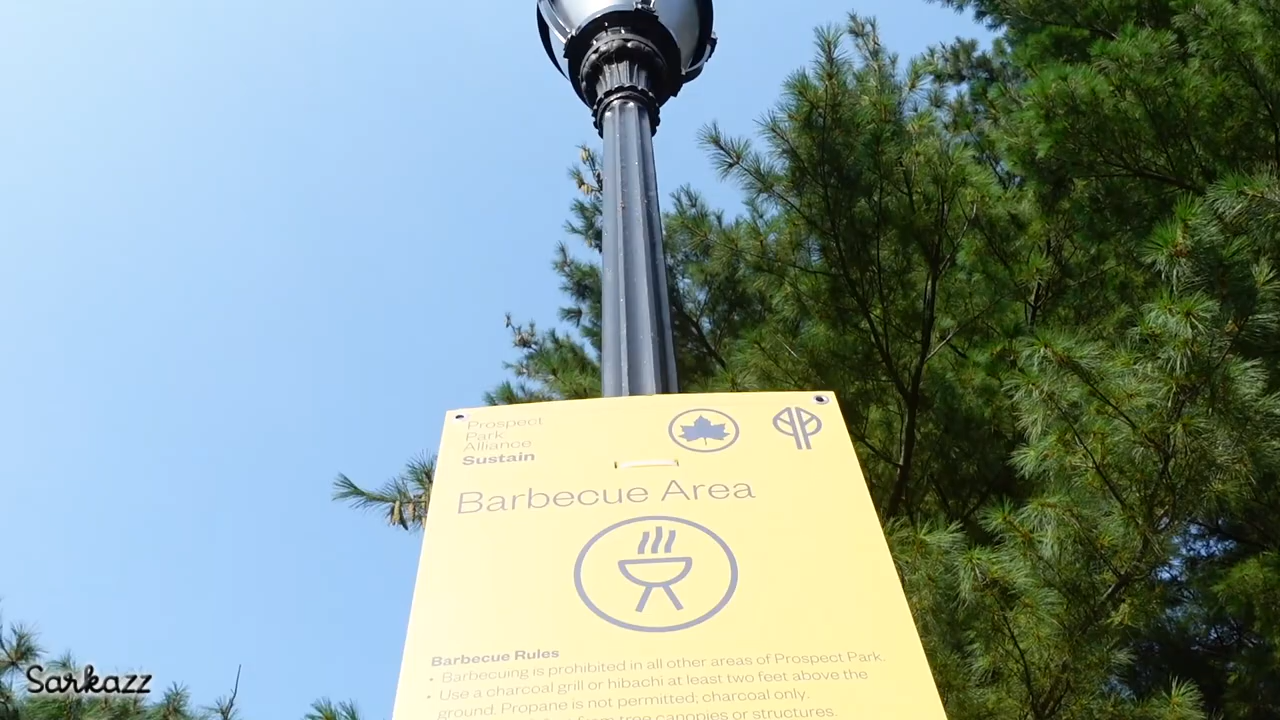 Prospect
Park
Alliance
Sustain
Barbecue Area
Barbecue Rules
• Barbecuing is prohibited in all other areas of Prospect Park.
• Use a charcoal grill or hibachi at least two feet above the
ground. Propane is not permitted; charcoal only.
from tree canopies or structures.
Sarkazz